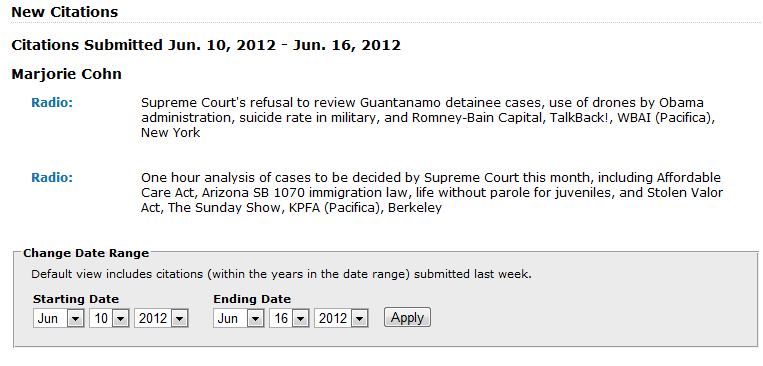 New Citations
Citations Submitted Jun. 10, 2012 - Jun. 16, 2012
Marjorie Cohn
Radio: Supreme Court's refusal to review Guantanamo detainee cases, use of drones by Obama
administration, suicide rate in military, and Romney-Bain Capital, TalkBack!, WBAI (Pacifica),
New York
Radio: One hour analysis of cases to be decided by Supreme Court this month, including Affordable
Care Act, Arizona SB 1070 immigration law, life without parole for juveniles, and Stolen Valor
Act, The Sunday Show, KPFA (Pacifica), Berkeley
Change Date Range
Default view includes citations (within the years in the date range) submitted last week.
Starting Date Ending Date
Jun 10 2012 Jun 16 2012 Apply